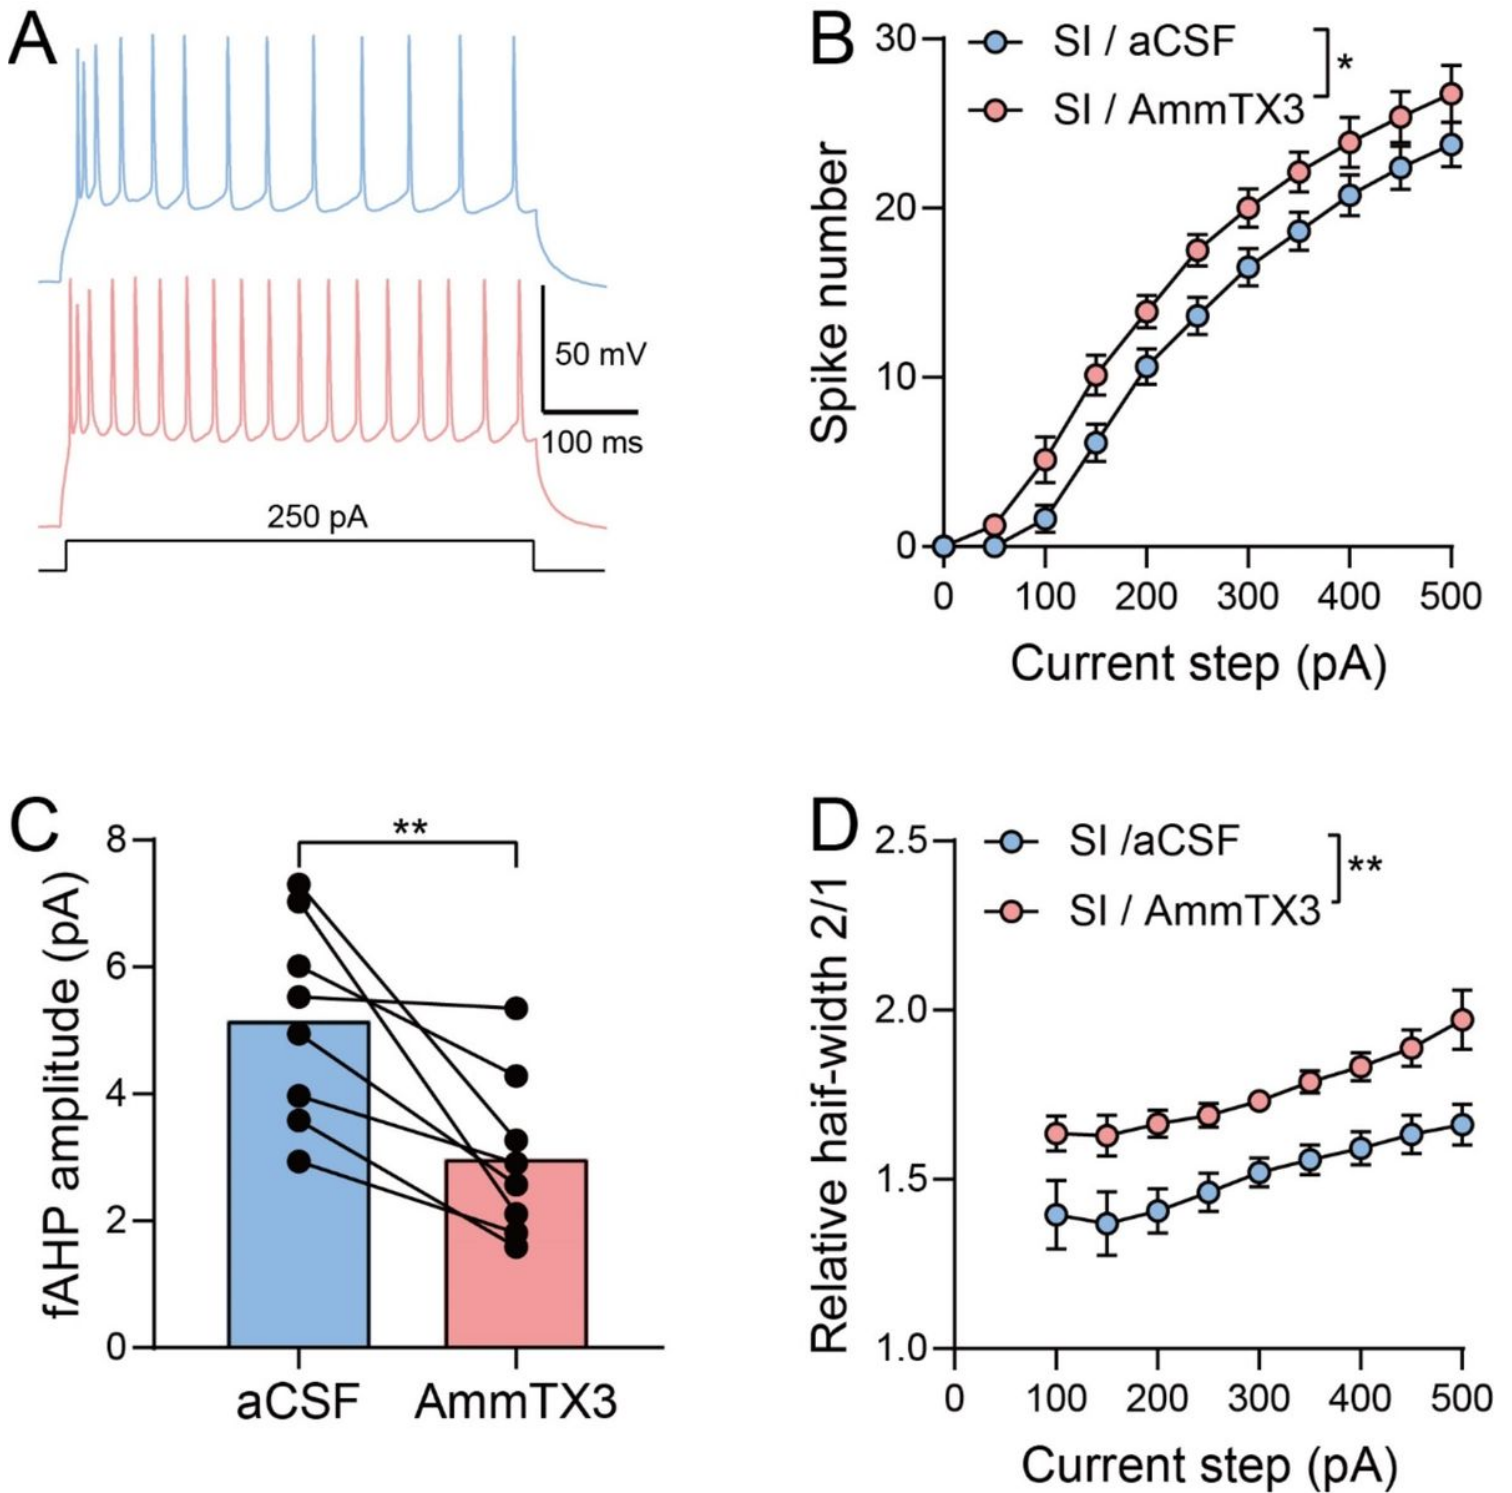 A
50 mV
100 ms
250 pA
B
SI / aCSF
SI / AmmTX3
*
30
20
10
0
Spike number
0 100 200 300 400 500
Current step (pA)
C
**
8
6
4
2
0
fAHP amplitude (pA)
aCSF AmmTX3
D
SI /aCSF
SI / AmmTX3
**
2.5
2.0
1.5
1.0
Relative haif-width 2/1
0 100 200 300 400 500
Current step (pA)